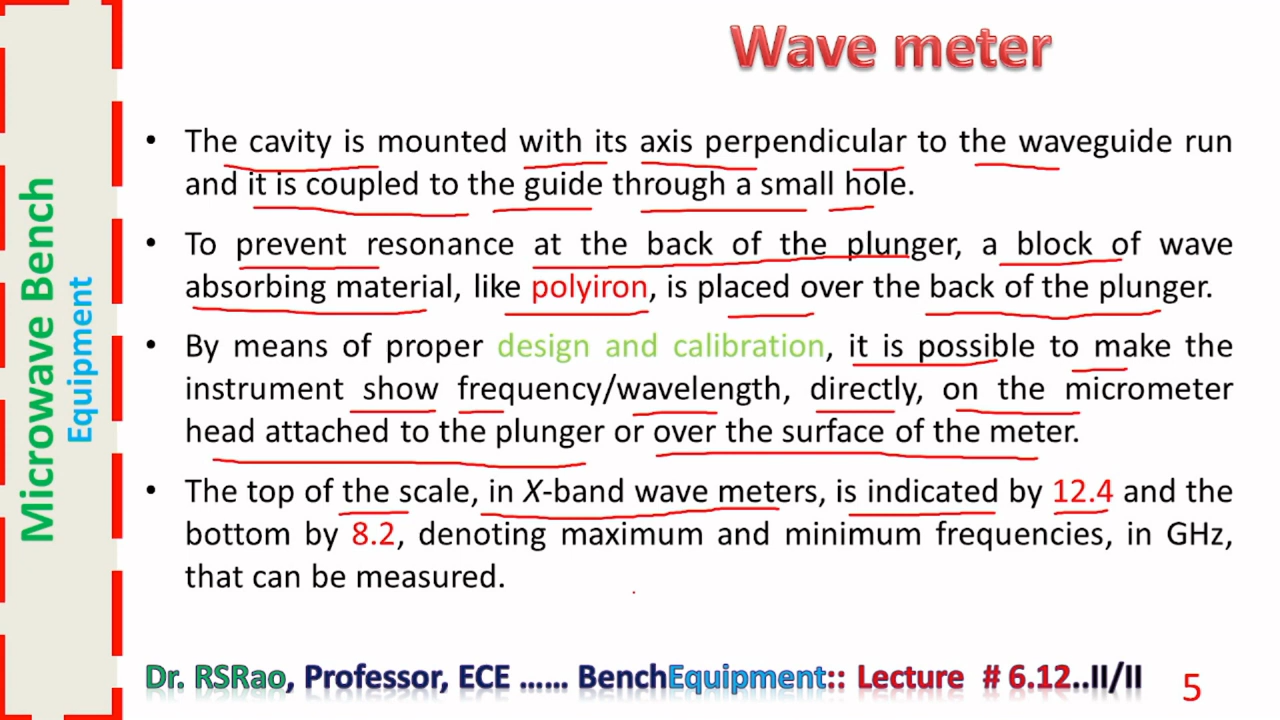 Wave meter
• The cavity is mounted with its axis perpendicular to the waveguide run
and it is coupled to the guide through a small hole.
• To prevent resonance at the back of the plunger, a block of wave
absorbing material, like polyiron, is placed over the back of the plunger.
• By means of proper design and calibration, it is possible to make the
instrument show frequency/wavelength, directly, on the micrometer
head attached to the plunger or over the surface of the meter.
• The top of the scale, in X-band wave meters, is indicated by 12.4 and the
bottom by 8.2, denoting maximum and minimum frequencies, in GHz,
that can be measured.
Microwave Bench
Equipment
Dr. RSRao, Professor, ECE ...... BenchEquipment:: Lecture # 6.12..II/II
5